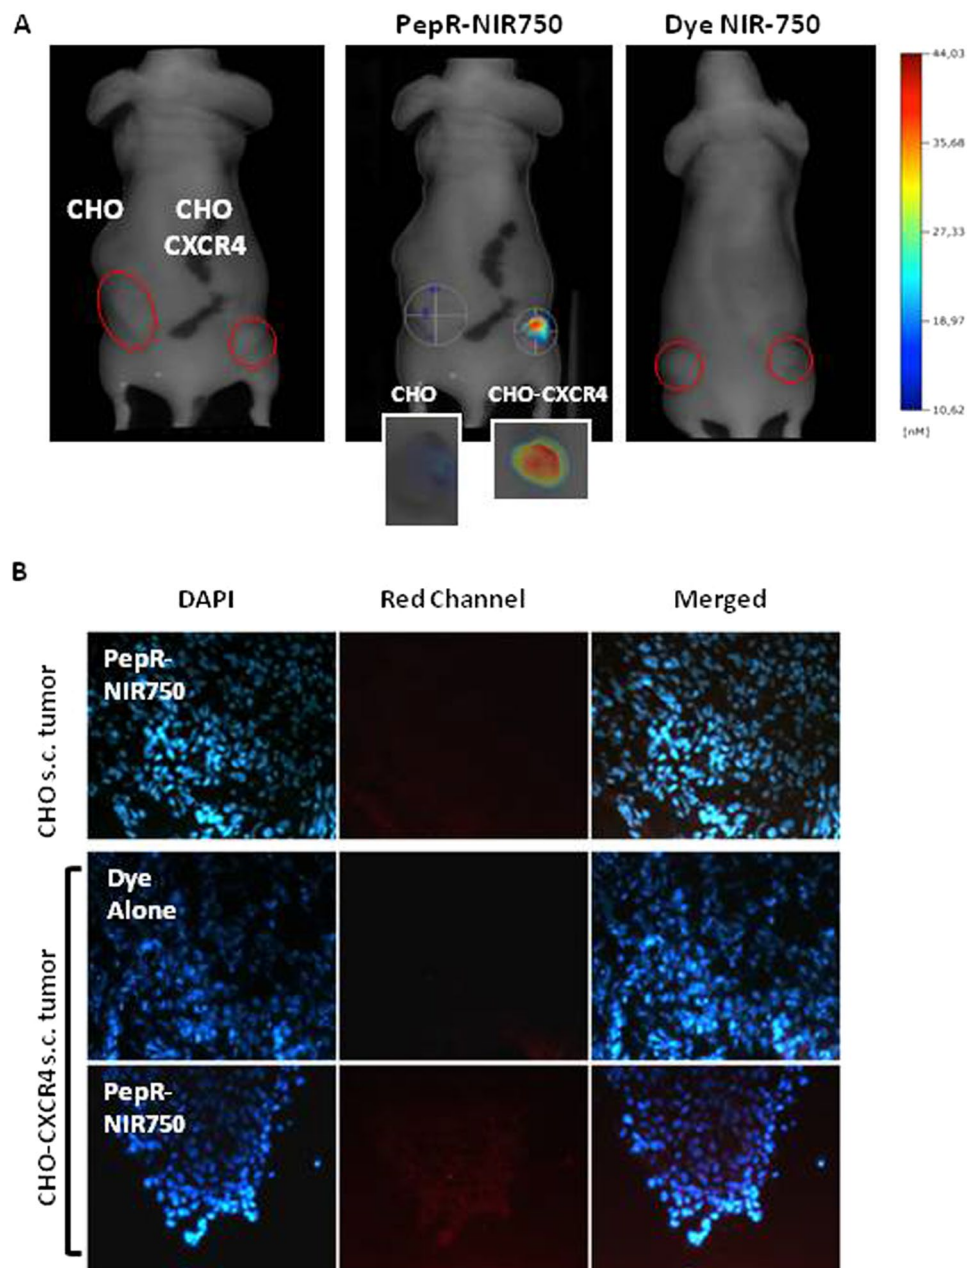 A
PepR-NIR750
Dye NIR-750
CHO
CHO
CXCR4
CHO
CHO-CXCR4
44,03
35,68
27,33
18,97
10,62
[nM]
B
DAPI
Red Channel
Merged
CHO s.c. tumor
PepR-
NIR750
CHO-CXCR4 s.c. tumor
Dye
Alone
PepR-
NIR750